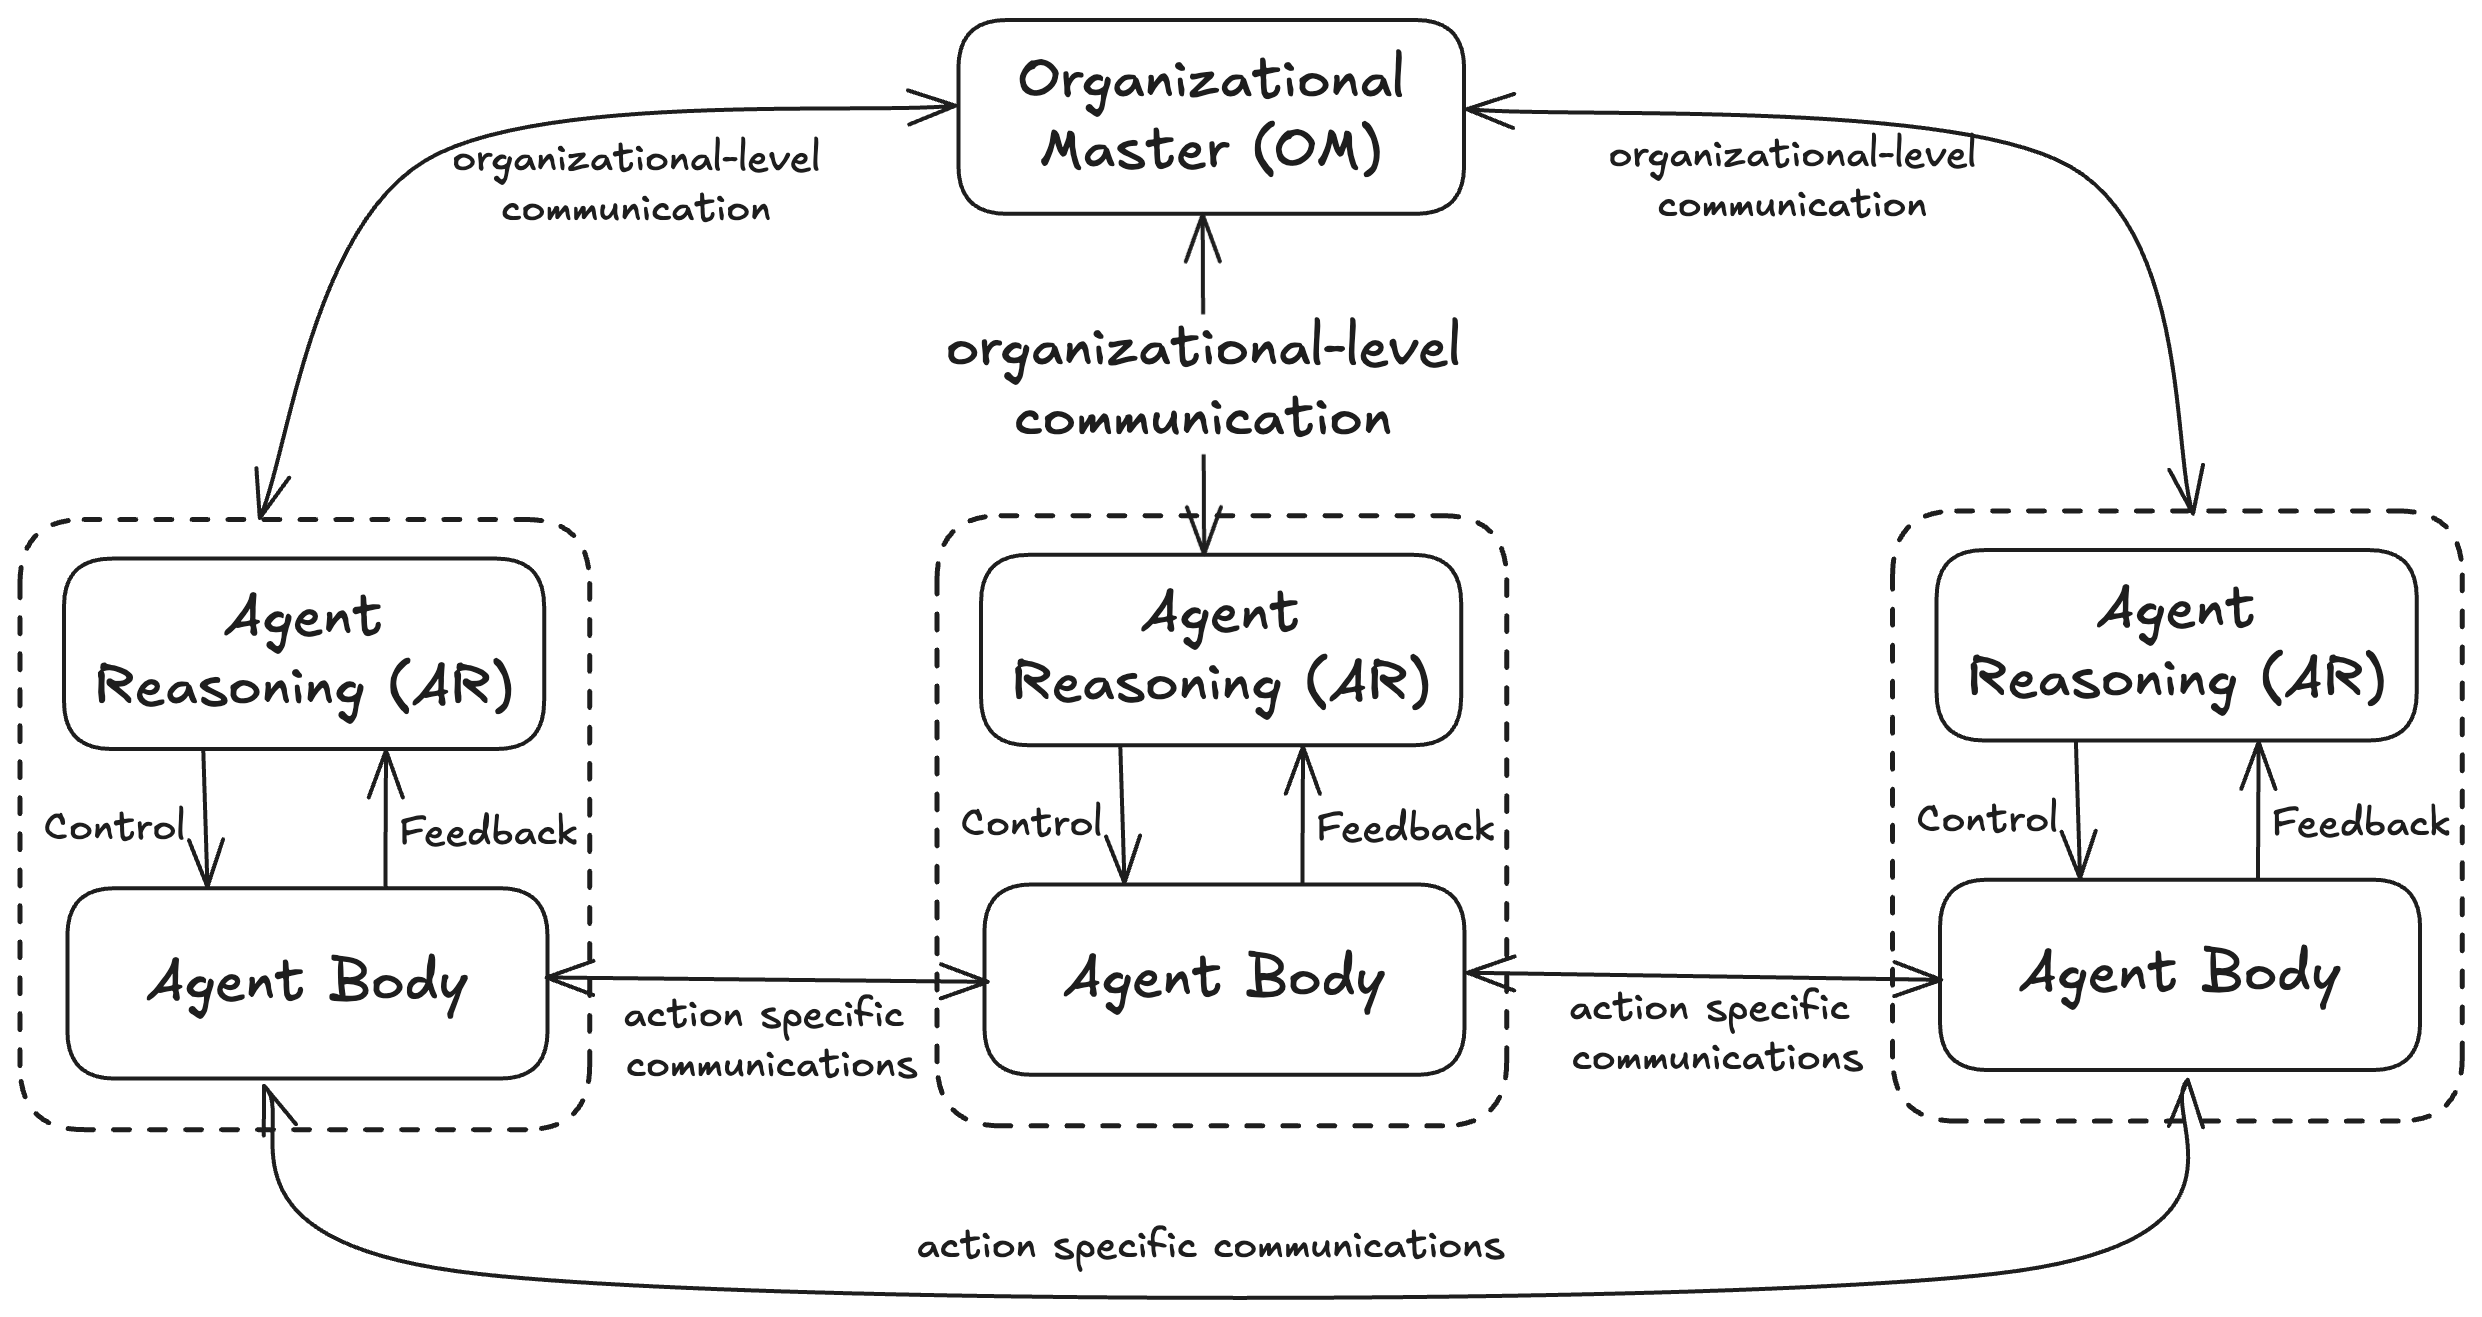 Organizational
Master (OM)
organizational-level
communication
organizational-level
communication
organizational-level
communication
Agent
Reasoning (AR)
Control
Feedback
Agent Body
Agent
Reasoning (AR)
Control
Feedback
Agent Body
Agent
Reasoning (AR)
Control
Feedback
Agent Body
action specific
communications
action specific
communications
action specific communications